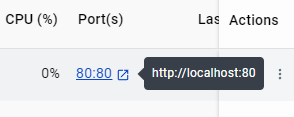 CPU (%) Port(s) Las Actions
0% 80:80 http://localhost:80